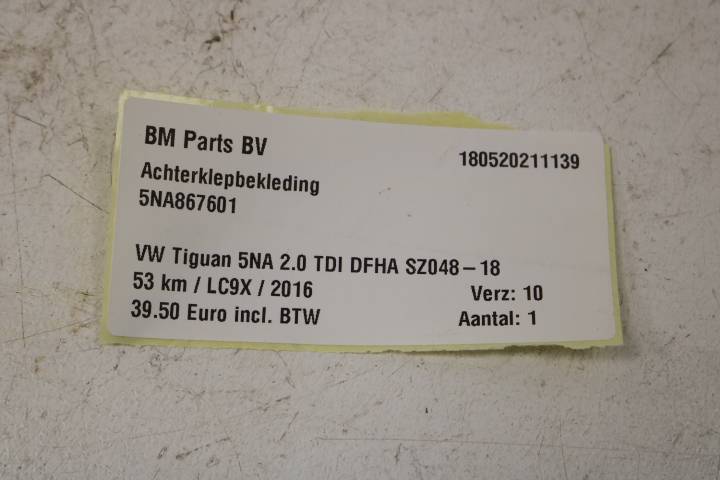 BM Parts BV
180520211139
Achterklepbekleding
5NA867601
VW Tiguan 5NA 2.0 TDI DFHA SZ048-18
53 km / LC9X / 2016
Verz: 10
39.50 Euro incl. BTW
Aantal: 1